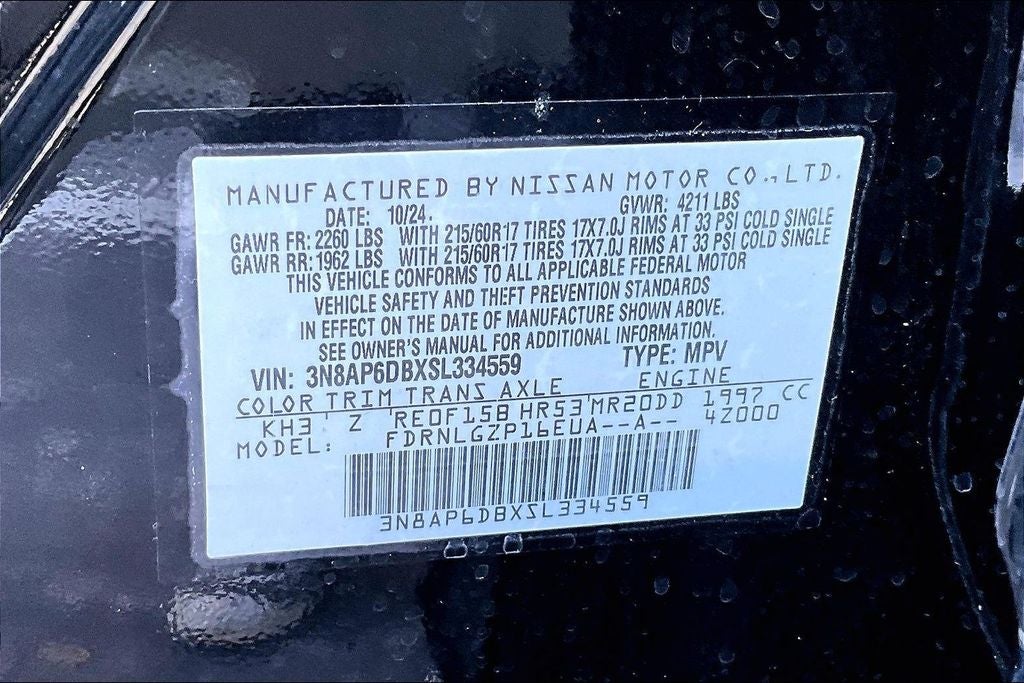 MANUFACTURED BY NISSAN MOTOR CO., LTD.
DATE: 10/24. GVWR: 4211 LBS
GAWR FR: 2260 LBS WITH 215/60R17 TIRES 17X7.0J RIMS AT 33 PSI COLD SINGLE
GAWR RR: 1962 LBS WITH 215/60R17 TIRES 17X7.0J RIMS AT 33 PSI COLD SINGLE
THIS VEHICLE CONFORMS TO ALL APPLICABLE FEDERAL MOTOR
VEHICLE SAFETY AND THEFT PREVENTION STANDARDS
IN EFFECT ON THE DATE OF MANUFACTURE SHOWN ABOVE.
SEE OWNER'S MANUAL FOR ADDITIONAL INFORMATION.
VIN: 3N8AP6DBXSL334559 TYPE: MPV
COLOR TRIM TRANS AXLE ENGINE
KH3 Z RE0F15B HR53 MR20DD 1997 CC
MODEL: FDRNLGZP16EUA--A-- 4Z000
3N8AP6DBXSL334559